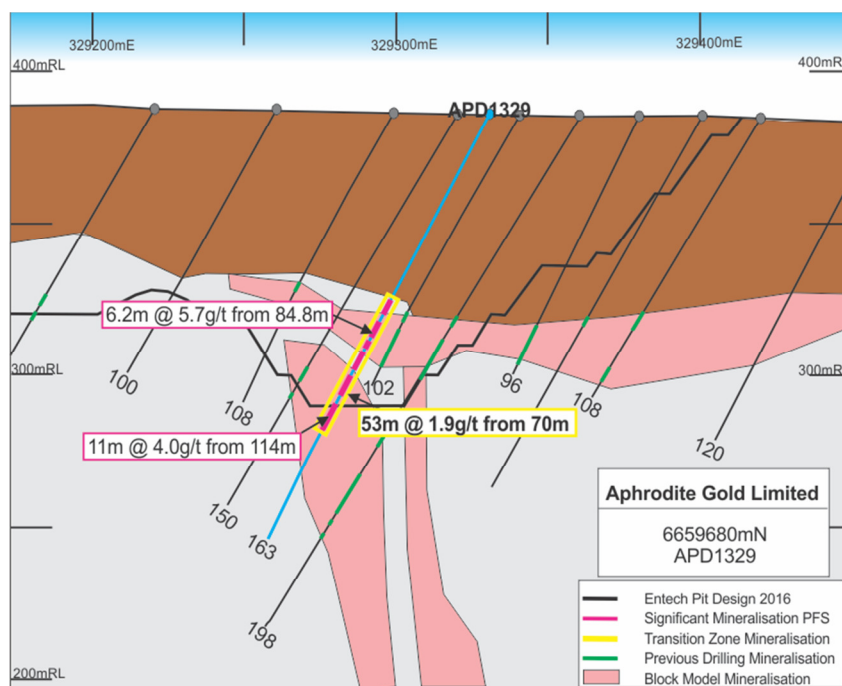 329200mE
329300mE
329400mE
400mRL
400mRL
APD1329
6.2m @ 5.7g/t from 84.8m
300mRL
300mRL
100
102
96
108
108
53m @ 1.9g/t from 70m
11m @ 4.0g/t from 114m
120
150
163
198
Aphrodite Gold Limited
6659680mN
APD1329
Entech Pit Design 2016
Significant Mineralisation PFS
Transition Zone Mineralisation
Previous Drilling Mineralisation
Block Model Mineralisation
200mRL